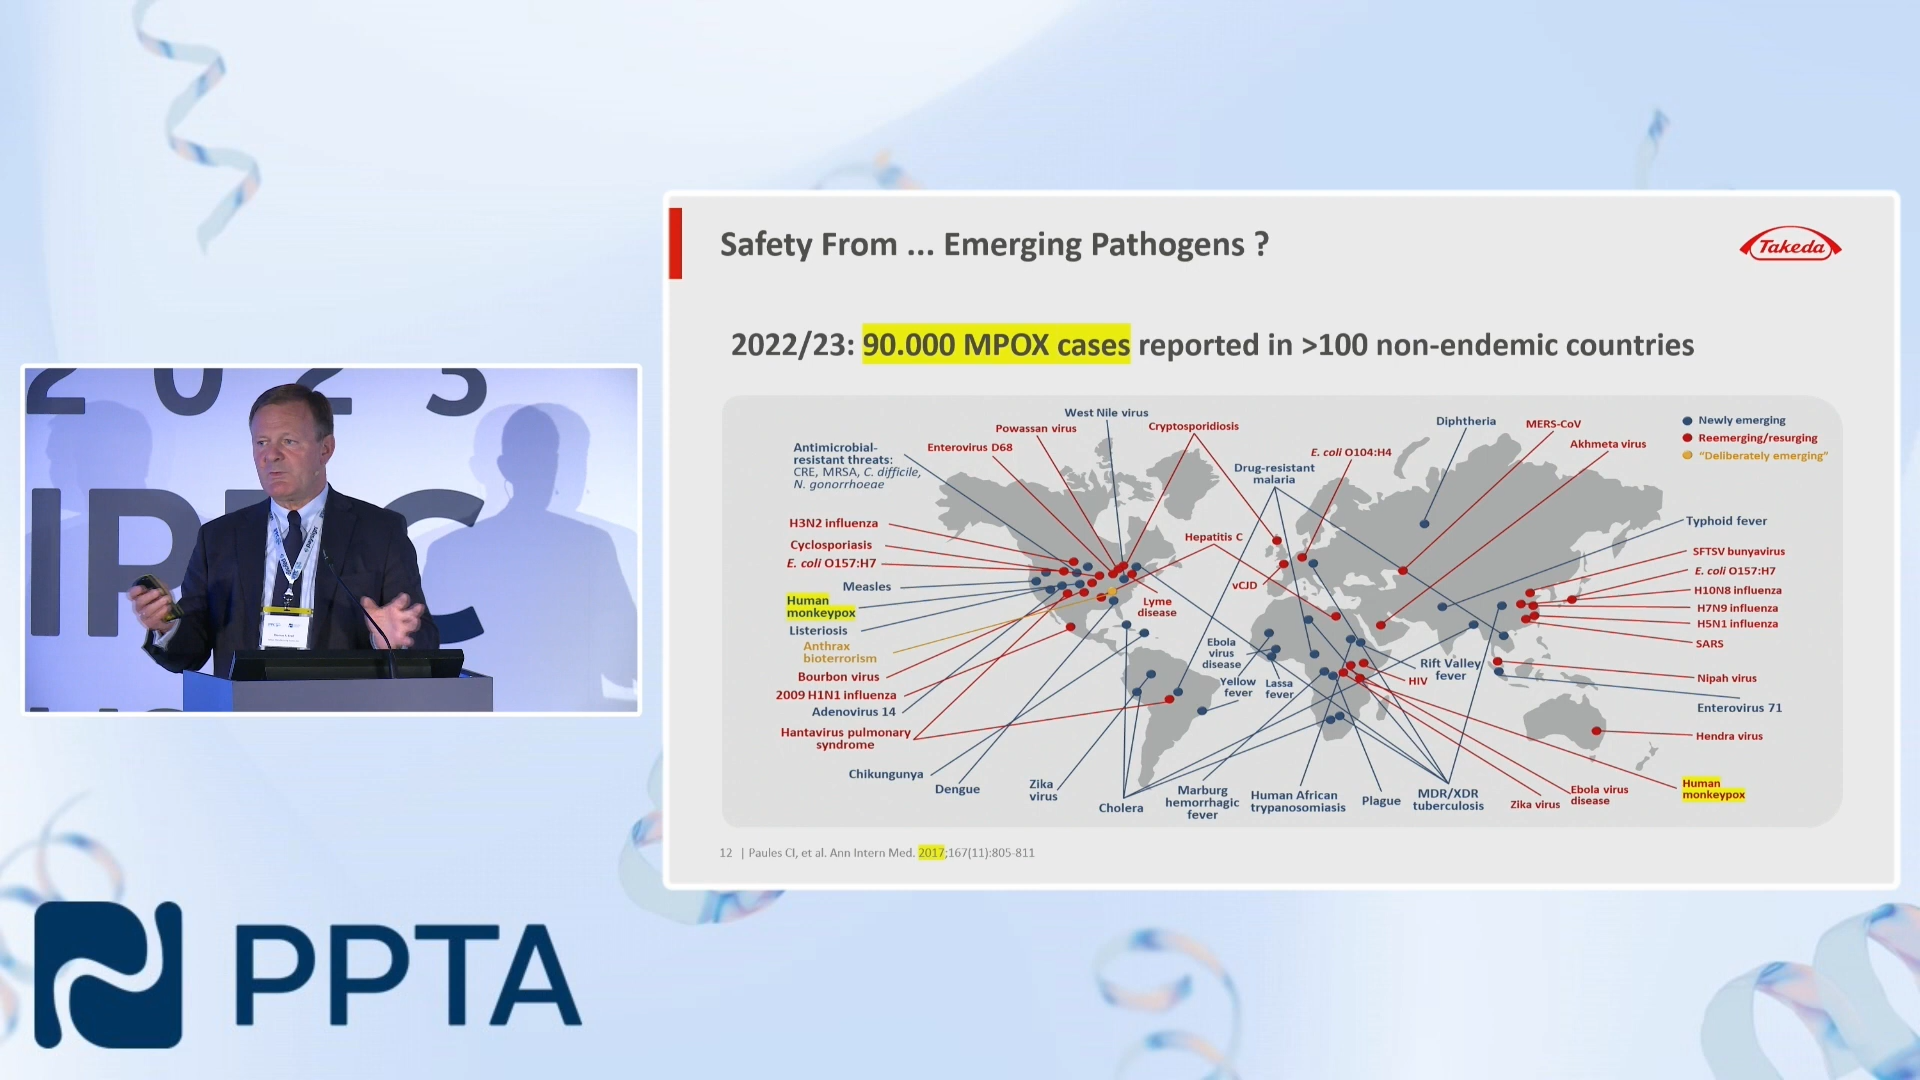 2023
IPPC
Safety From ... Emerging Pathogens ?
Takeda
2022/23: 90.000 MPOX cases reported in >100 non-endemic countries
West Nile virus
Powassan virus
Cryptosporidiosis
Enterovirus D68
Antimicrobial-
resistant threats:
CRE, MRSA, C. difficile,
N. gonorrhoeae
H3N2 influenza
Cyclosporiasis
E. coli O157:H7
Measles
Human
monkeypox
Listeriosis
Anthrax
bioterrorism
Bourbon virus
2009 H1N1 influenza
Adenovirus 14
Hantavirus pulmonary
syndrome
Chikungunya
Dengue
Zika
virus
Cholera
Marburg
hemorrhagic
fever
Human African
trypanosomiasis
Plague
MDR/XDR
tuberculosis
Zika virus
Ebola virus
disease
Human
monkeypox
Lyme
disease
Hepatitis C
vCJD
Drug-resistant
malaria
E. coli O104:H4
Ebola
virus
disease
Yellow
fever
Lassa
fever
Rift Valley
fever
HIV
Diphtheria
MERS-CoV
Akhmeta virus
Newly emerging
Reemerging/resurging
“Deliberately emerging”
Typhoid fever
SFTSV bunyavirus
E. coli O157:H7
H10N8 influenza
H7N9 influenza
H5N1 influenza
SARS
Nipah virus
Enterovirus 71
Hendra virus
12 | Paules CI, et al. Ann Intern Med. 2017;167(11):805-811
PPTA